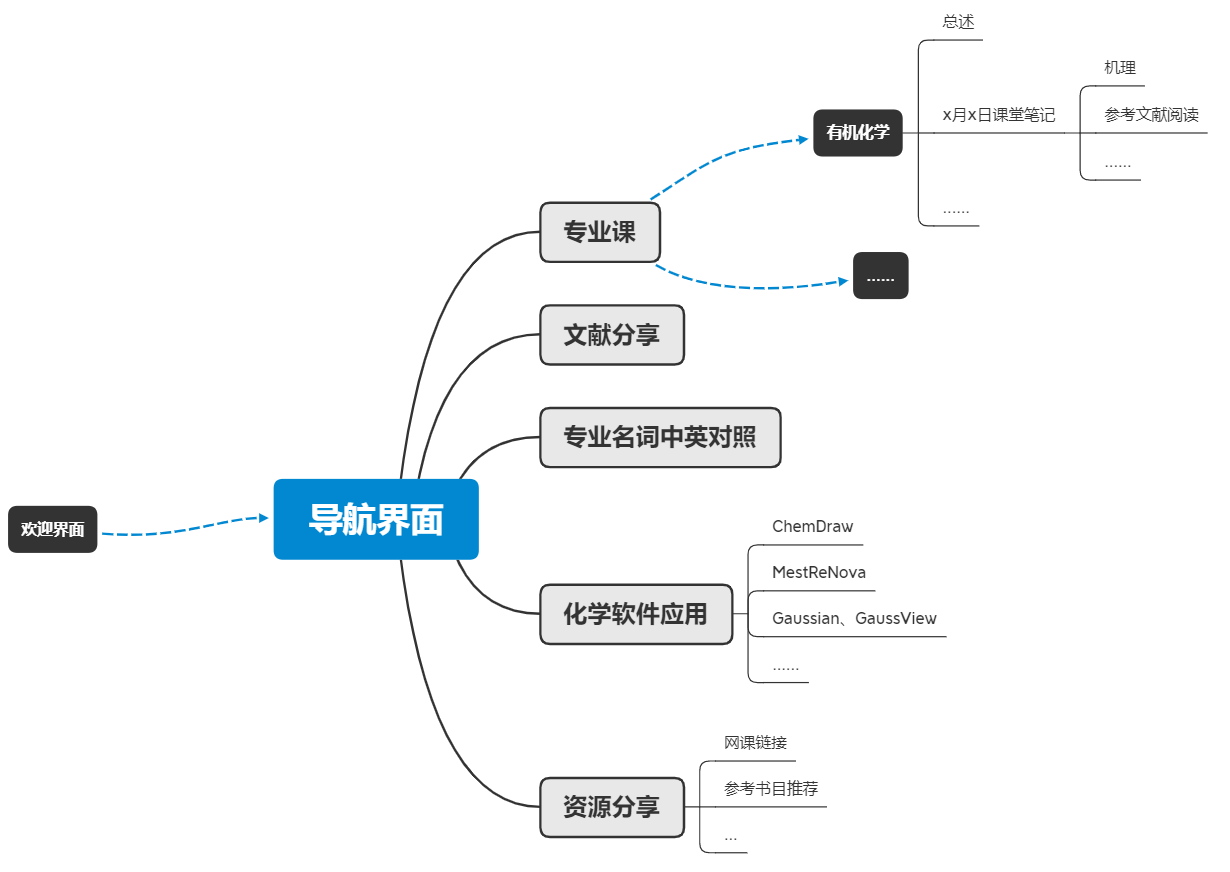 总述
机理
x月x日课堂笔记
参考文献阅读
有机化学
......
......
专业课
......
文献分享
专业名词中英对照
导航界面
欢迎界面
ChemDraw
MestReNova
化学软件应用
Gaussian、GaussView
......
网课链接
参考书目推荐
资源分享
...